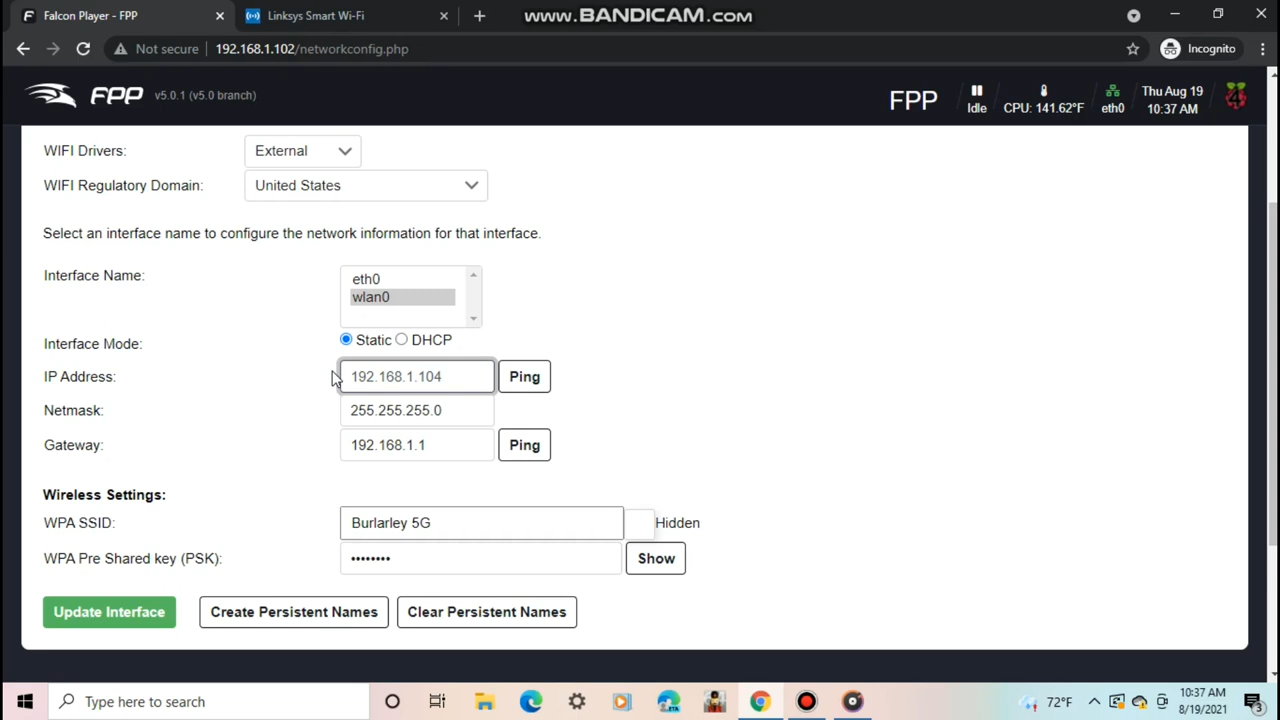 Falcon Player - FPP
Linksys Smart Wi-Fi
www.BANDICAM.com
Not secure 192.168.1.102/networkconfig.php
Incognito
FPP v5.0.1 (v5.0 branch)
FPP
Idle
CPU: 141.62°F
eth0
Thu Aug 19
10:37 AM
WIFI Drivers: External
WIFI Regulatory Domain: United States
Select an interface name to configure the network information for that interface.
Interface Name: eth0
wlan0
Interface Mode: Static DHCP
IP Address: 192.168.1.104 Ping
Netmask: 255.255.255.0
Gateway: 192.168.1.1 Ping
Wireless Settings:
WPA SSID: Burlarley 5G Hidden
WPA Pre Shared key (PSK): •••••••• Show
Update Interface Create Persistent Names Clear Persistent Names
Type here to search
72°F
10:37 AM
8/19/2021
3